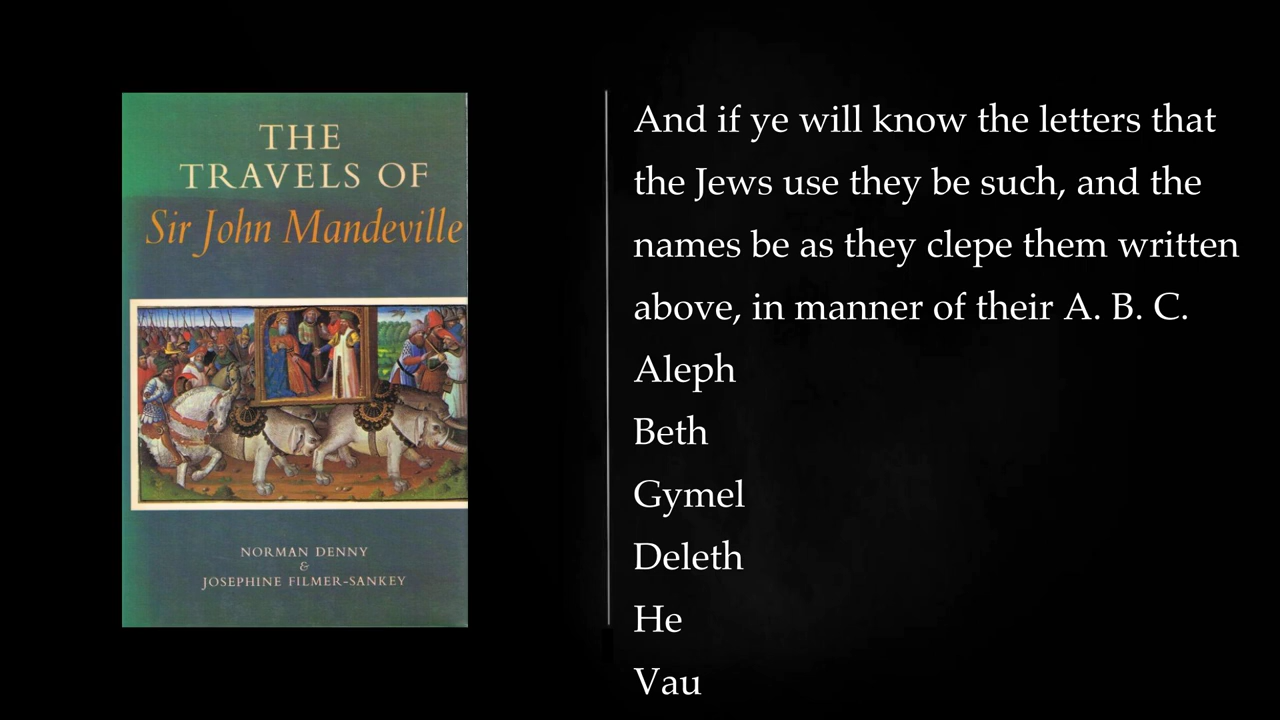 THE
TRAVELS OF
Sir John Mandeville
NORMAN DENNY
&
JOSEPHINE FILMER-SANKEY
And if ye will know the letters that
the Jews use they be such, and the
names be as they clepe them written
above, in manner of their A. B. C.
Aleph
Beth
Gymel
Deleth
He
Vau